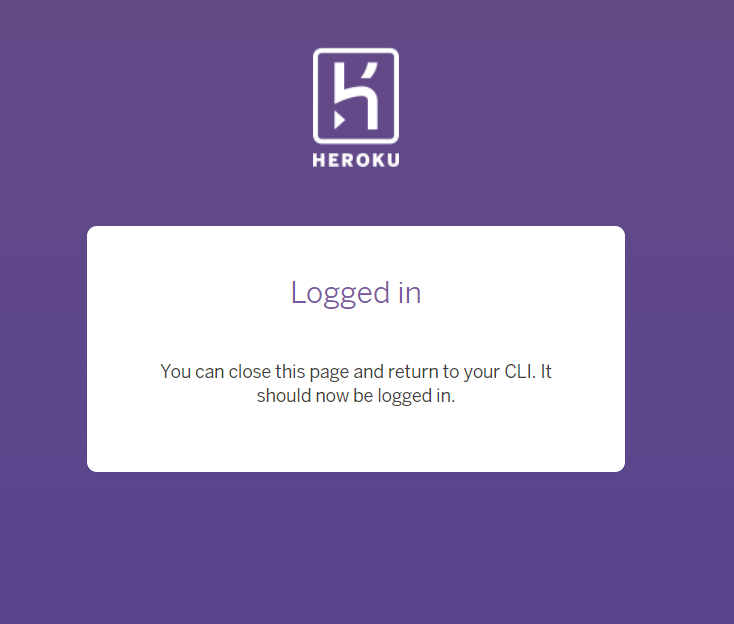 HEROKU
Logged in
You can close this page and return to your CLI. It
should now be logged in.